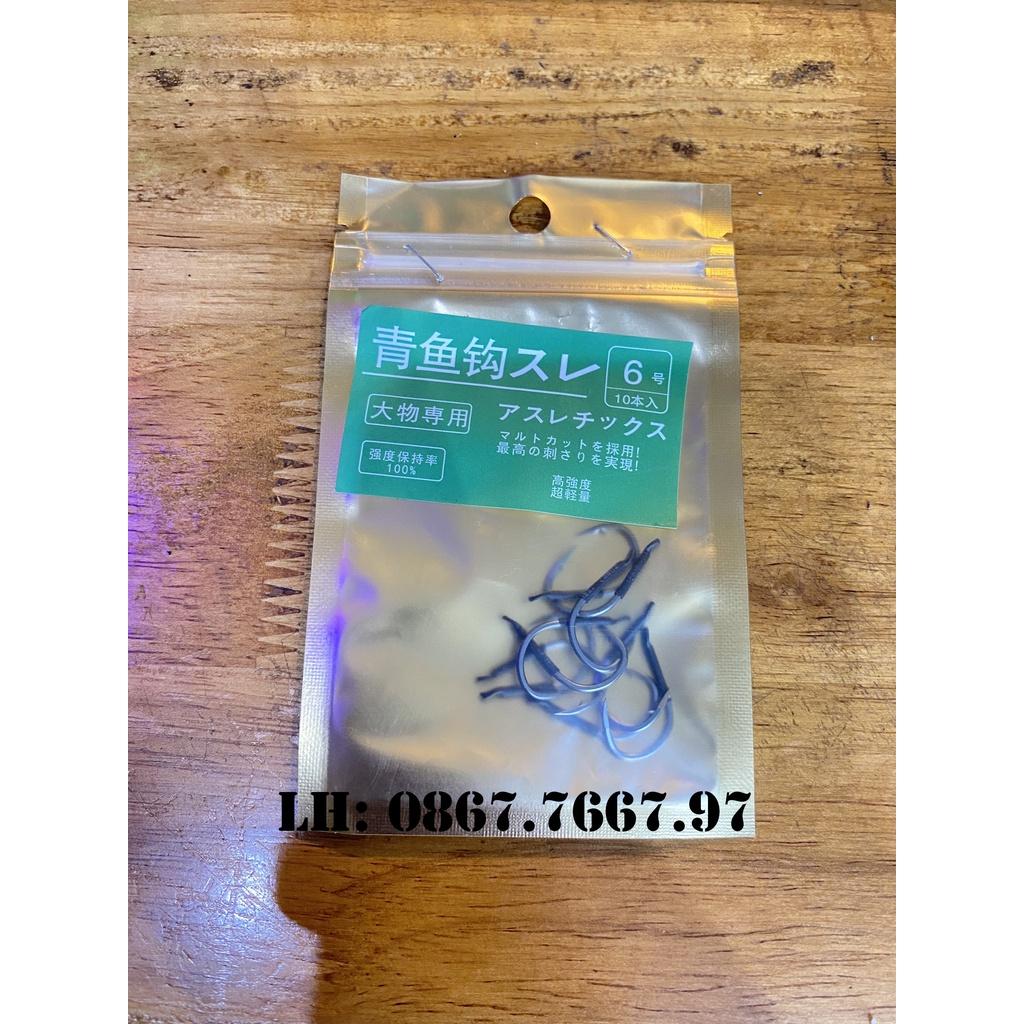 青鱼钩スレ
6号
10本入
大物専用
アスレチックス
マルトカットを採用!
最高の刺さりを実現!
强度保持率
100%
高強度
超軽量
LH: 0867.7667.97